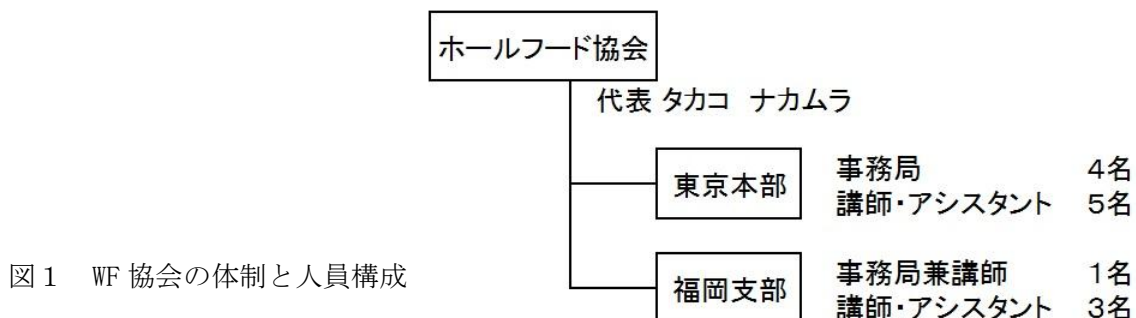 ホールフード協会
代表 タカコ ナカムラ
東京本部
事務局 4名
講師・アシスタント 5名
図１ WF 協会の体制と人員構成
福岡支部
事務局兼講師 1名
講師・アシスタント 3名